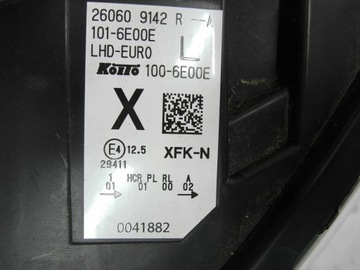 26060 9142 R --A
101-6E00E
LHD-EURO L
KOITO 100-6E00E
X
E4 12.5 XFK-N
29411
1 HCR PL RL A
01 01 00 02
0041882